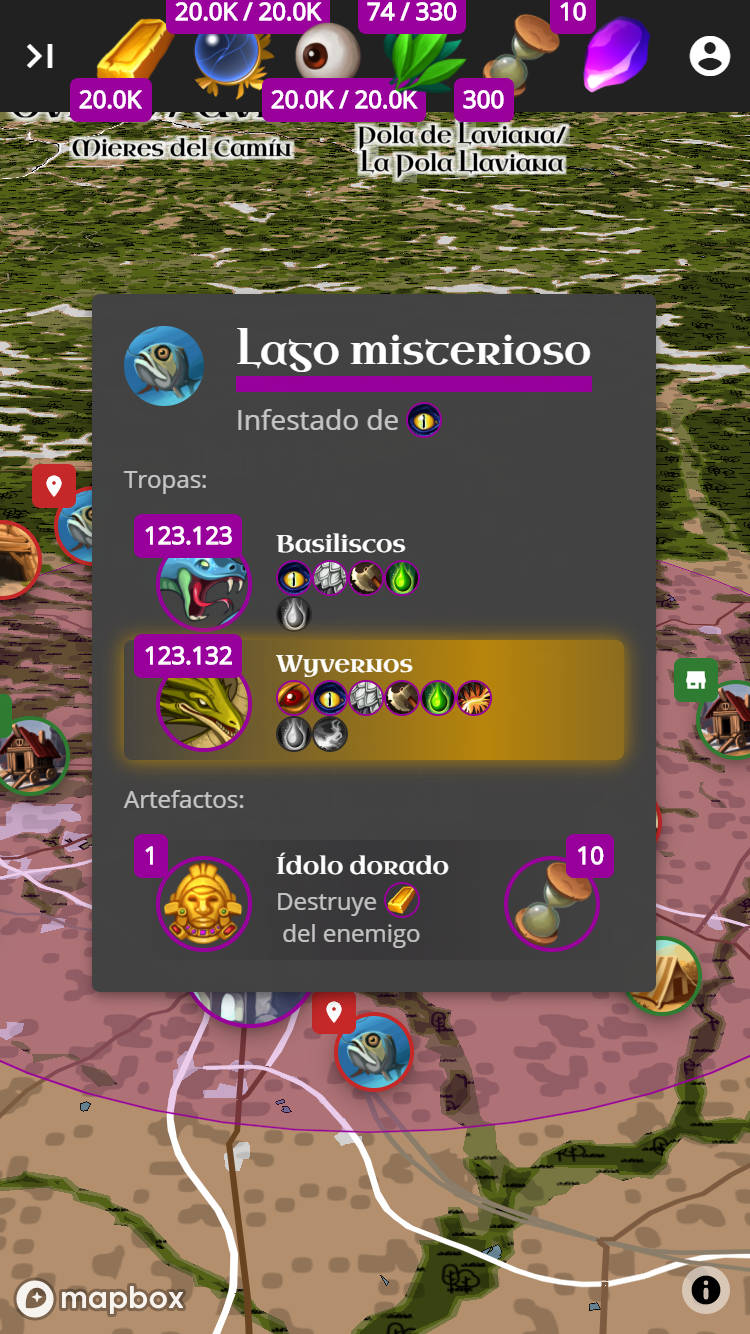 20.0K / 20.0K
74 / 330
10
20.0K
20.0K / 20.0K
300
Mieres del Camín
Pola de Laviana/
La Pola Llaviana
Lago misterioso
Infestado de
Tropas:
123.123
Basiliscos
123.132
Wyvernos
Artefactos:
1
Ídolo dorado
10
Destruye
del enemigo
mapbox